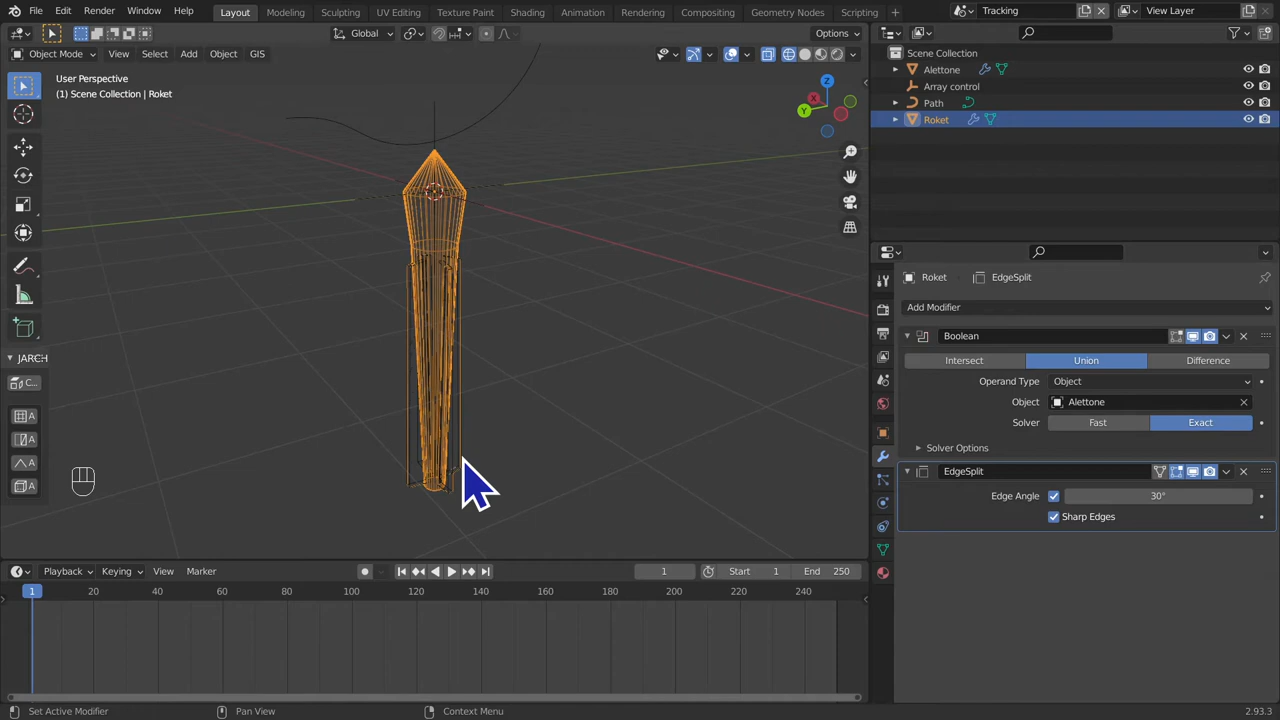 File Edit Render Window Help Layout Modeling Sculpting UV Editing Texture Paint Shading Animation Rendering Compositing Geometry Nodes Scripting + Tracking View Layer
Global Options
Object Mode View Select Add Object GIS
User Perspective
(1) Scene Collection | Roket
Z
X
Y
JARCH
C...
A
A
A
A
Scene Collection
Alettone
Array control
Path
Roket
Roket EdgeSplit
Add Modifier
Boolean
Intersect Union Difference
Operand Type Object
Object Alettone
Solver Fast Exact
Solver Options
EdgeSplit
Edge Angle 30°
Sharp Edges
Playback Keying View Marker 1 Start 1 End 250
1 20 40 60 80 100 120 140 160 180 200 220 240
Set Active Modifier Pan View Context Menu 2.93.3